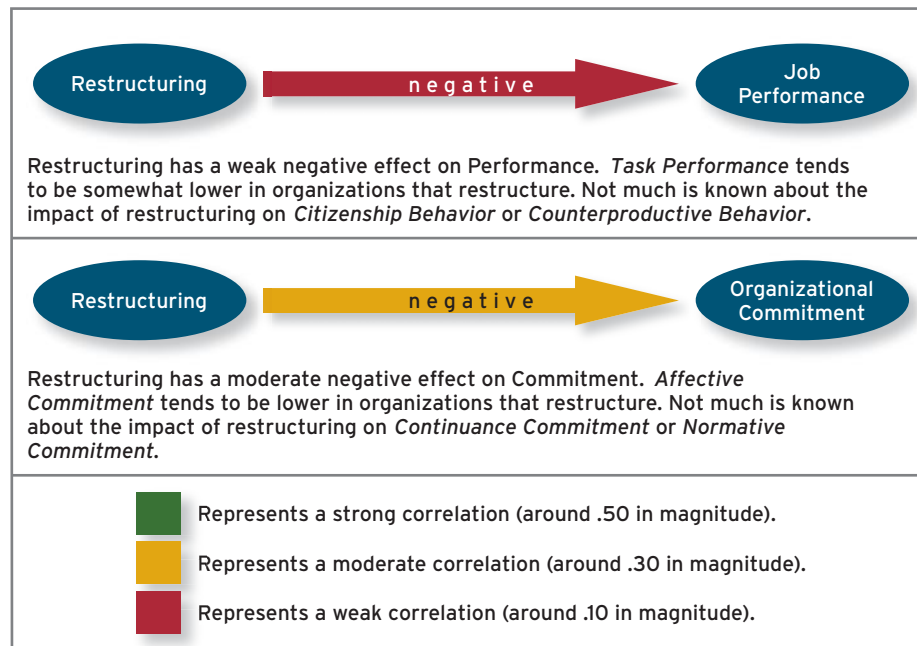 Restructuring
negative
Job
Performance
Restructuring has a weak negative effect on Performance. Task Performance tends
to be somewhat lower in organizations that restructure. Not much is known about the
impact of restructuring on Citizenship Behavior or Counterproductive Behavior.
Restructuring
negative
Organizational
Commitment
Restructuring has a moderate negative effect on Commitment. Affective
Commitment tends to be lower in organizations that restructure. Not much is known
about the impact of restructuring on Continuance Commitment or Normative
Commitment.
Represents a strong correlation (around .50 in magnitude).
Represents a moderate correlation (around .30 in magnitude).
Represents a weak correlation (around .10 in magnitude).